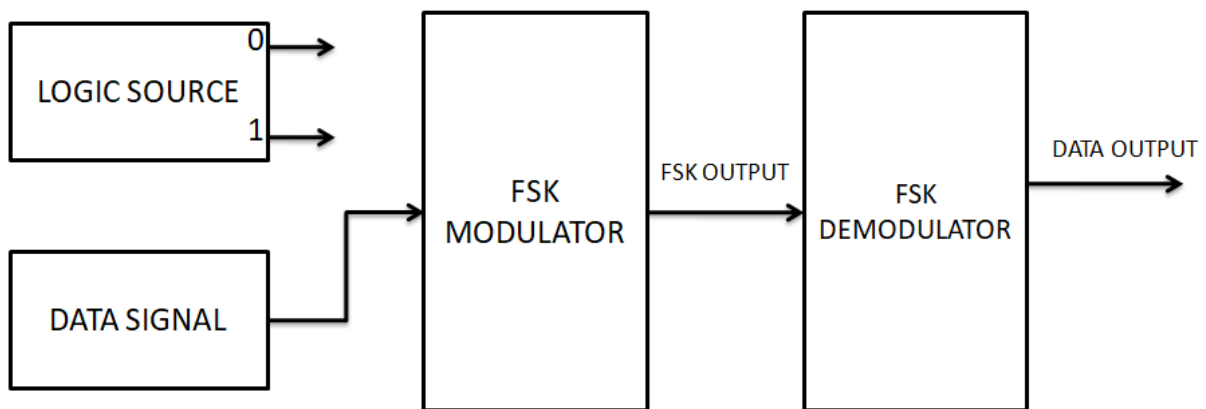 0
LOGIC SOURCE
1
DATA SIGNAL
FSK
MODULATOR
FSK OUTPUT
FSK
DEMODULATOR
DATA OUTPUT